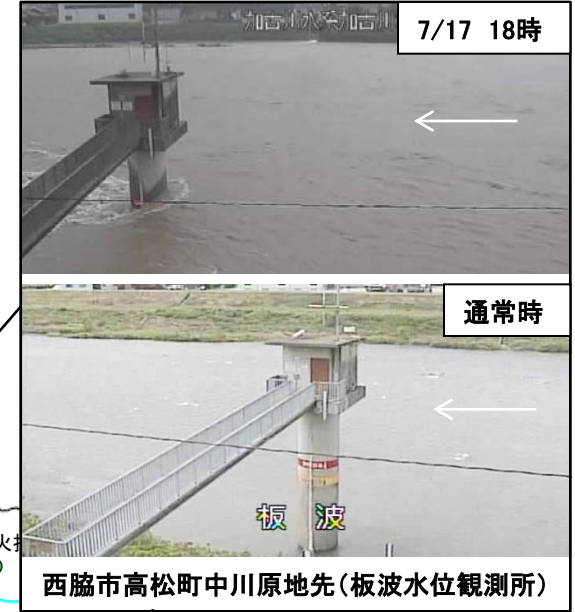 加古川水系加古川
7/17 18時
通常時
板 波
西脇市高松町中川原地先(板波水位観測所)